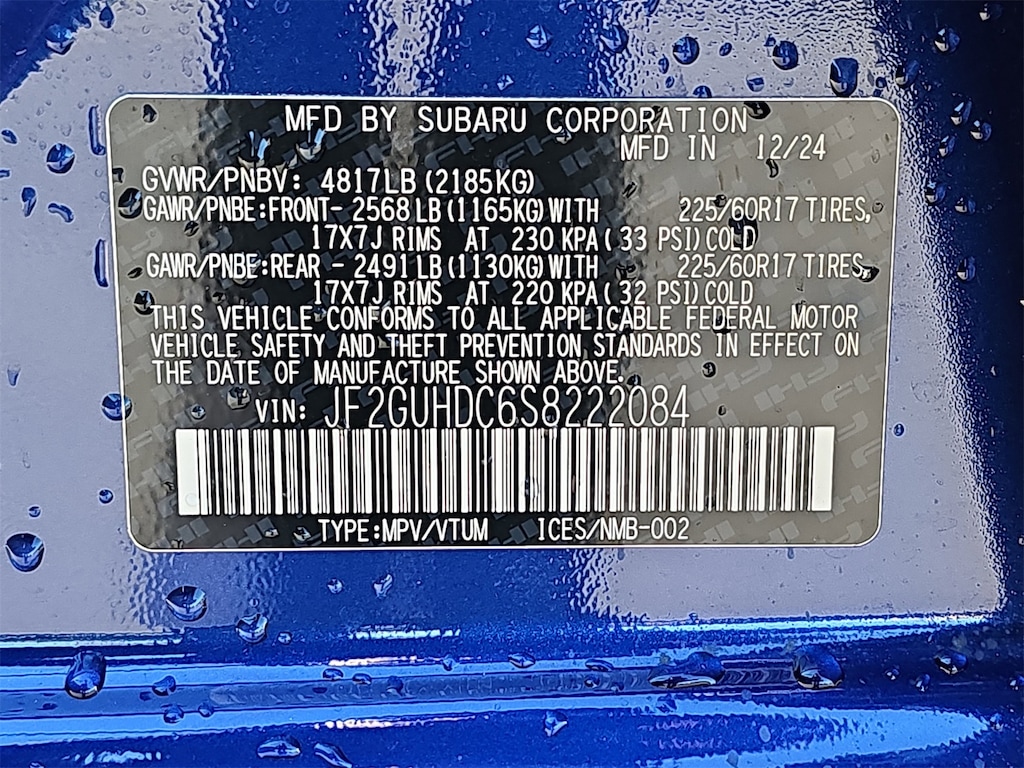 MFD BY SUBARU CORPORATION
MFD IN 12/24
GVWR/PNBV: 4817LB (2185KG)
GAWR/PNBE:FRONT- 2568 LB (1165KG) WITH 225/60R17 TIRES,
17X7J RIMS AT 230 KPA ( 33 PSI) COLD
GAWR/PNBE:REAR - 2491 LB (1130KG) WITH 225/60R17 TIRES,
17X7J RIMS AT 220 KPA ( 32 PSI) COLD
THIS VEHICLE CONFORMS TO ALL APPLICABLE FEDERAL MOTOR
VEHICLE SAFETY AND THEFT PREVENTION STANDARDS IN EFFECT ON
THE DATE OF MANUFACTURE SHOWN ABOVE.
VIN: JF2GUHDC6S8222084
TYPE:MPV/VTUM ICES/NMB-002